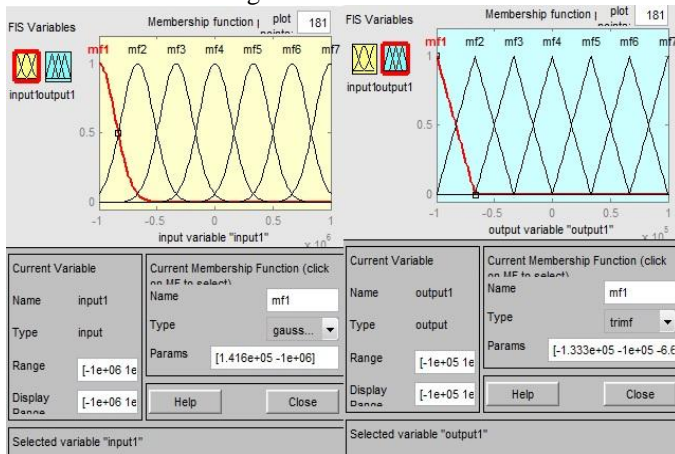 FIS Variables
Membership function plot points: 181
mf1 mf2 mf3 mf4 mf5 mf6 mf7
1
0.5
0
input1 output1
-1 -0.5 0 0.5 1
input variable "input1"
x 10^6
Current Variable
Current Membership Function (click on MF to select)
Name input1
Name mf1
Type input
Type gauss...
Params [1.416e+05 -1e+06]
Range [-1e+06 1e
Display Range [-1e+06 1e
Help Close
Selected variable "input1"
FIS Variables
Membership function plot points: 181
mf1 mf2 mf3 mf4 mf5 mf6 mf7
1
0.5
0
input1 output1
-1 -0.5 0 0.5 1
output variable "output1"
x 10^5
Current Variable
Current Membership Function (click on MF to select)
Name output1
Name mf1
Type output
Type trimf
Params [-1.333e+05 -1e+05 -6.6
Range [-1e+05 1e
Display Range [-1e+05 1e
Help Close
Selected variable "output1"